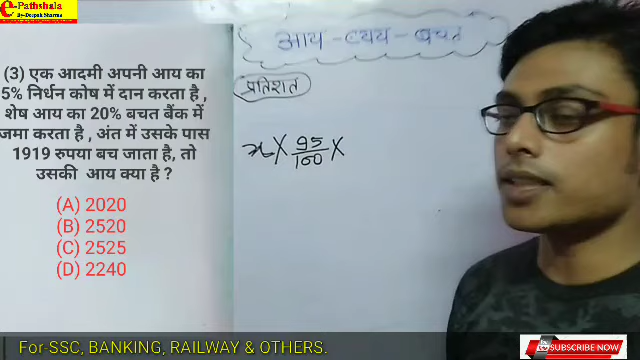 e-Pathshala
By-Deepak Sharma
आय-व्यय-बचत
प्रतिशत
(3) एक आदमी अपनी आय का
5% निर्धन कोष में दान करता है ,
शेष आय का 20% बचत बैंक में
जमा करता है , अंत में उसके पास
1919 रुपया बच जाता है, तो
उसकी आय क्या है ?
(A) 2020
(B) 2520
(C) 2525
(D) 2240
x X 95/100 X
For-SSC, BANKING, RAILWAY & OTHERS.
SUBSCRIBE NOW